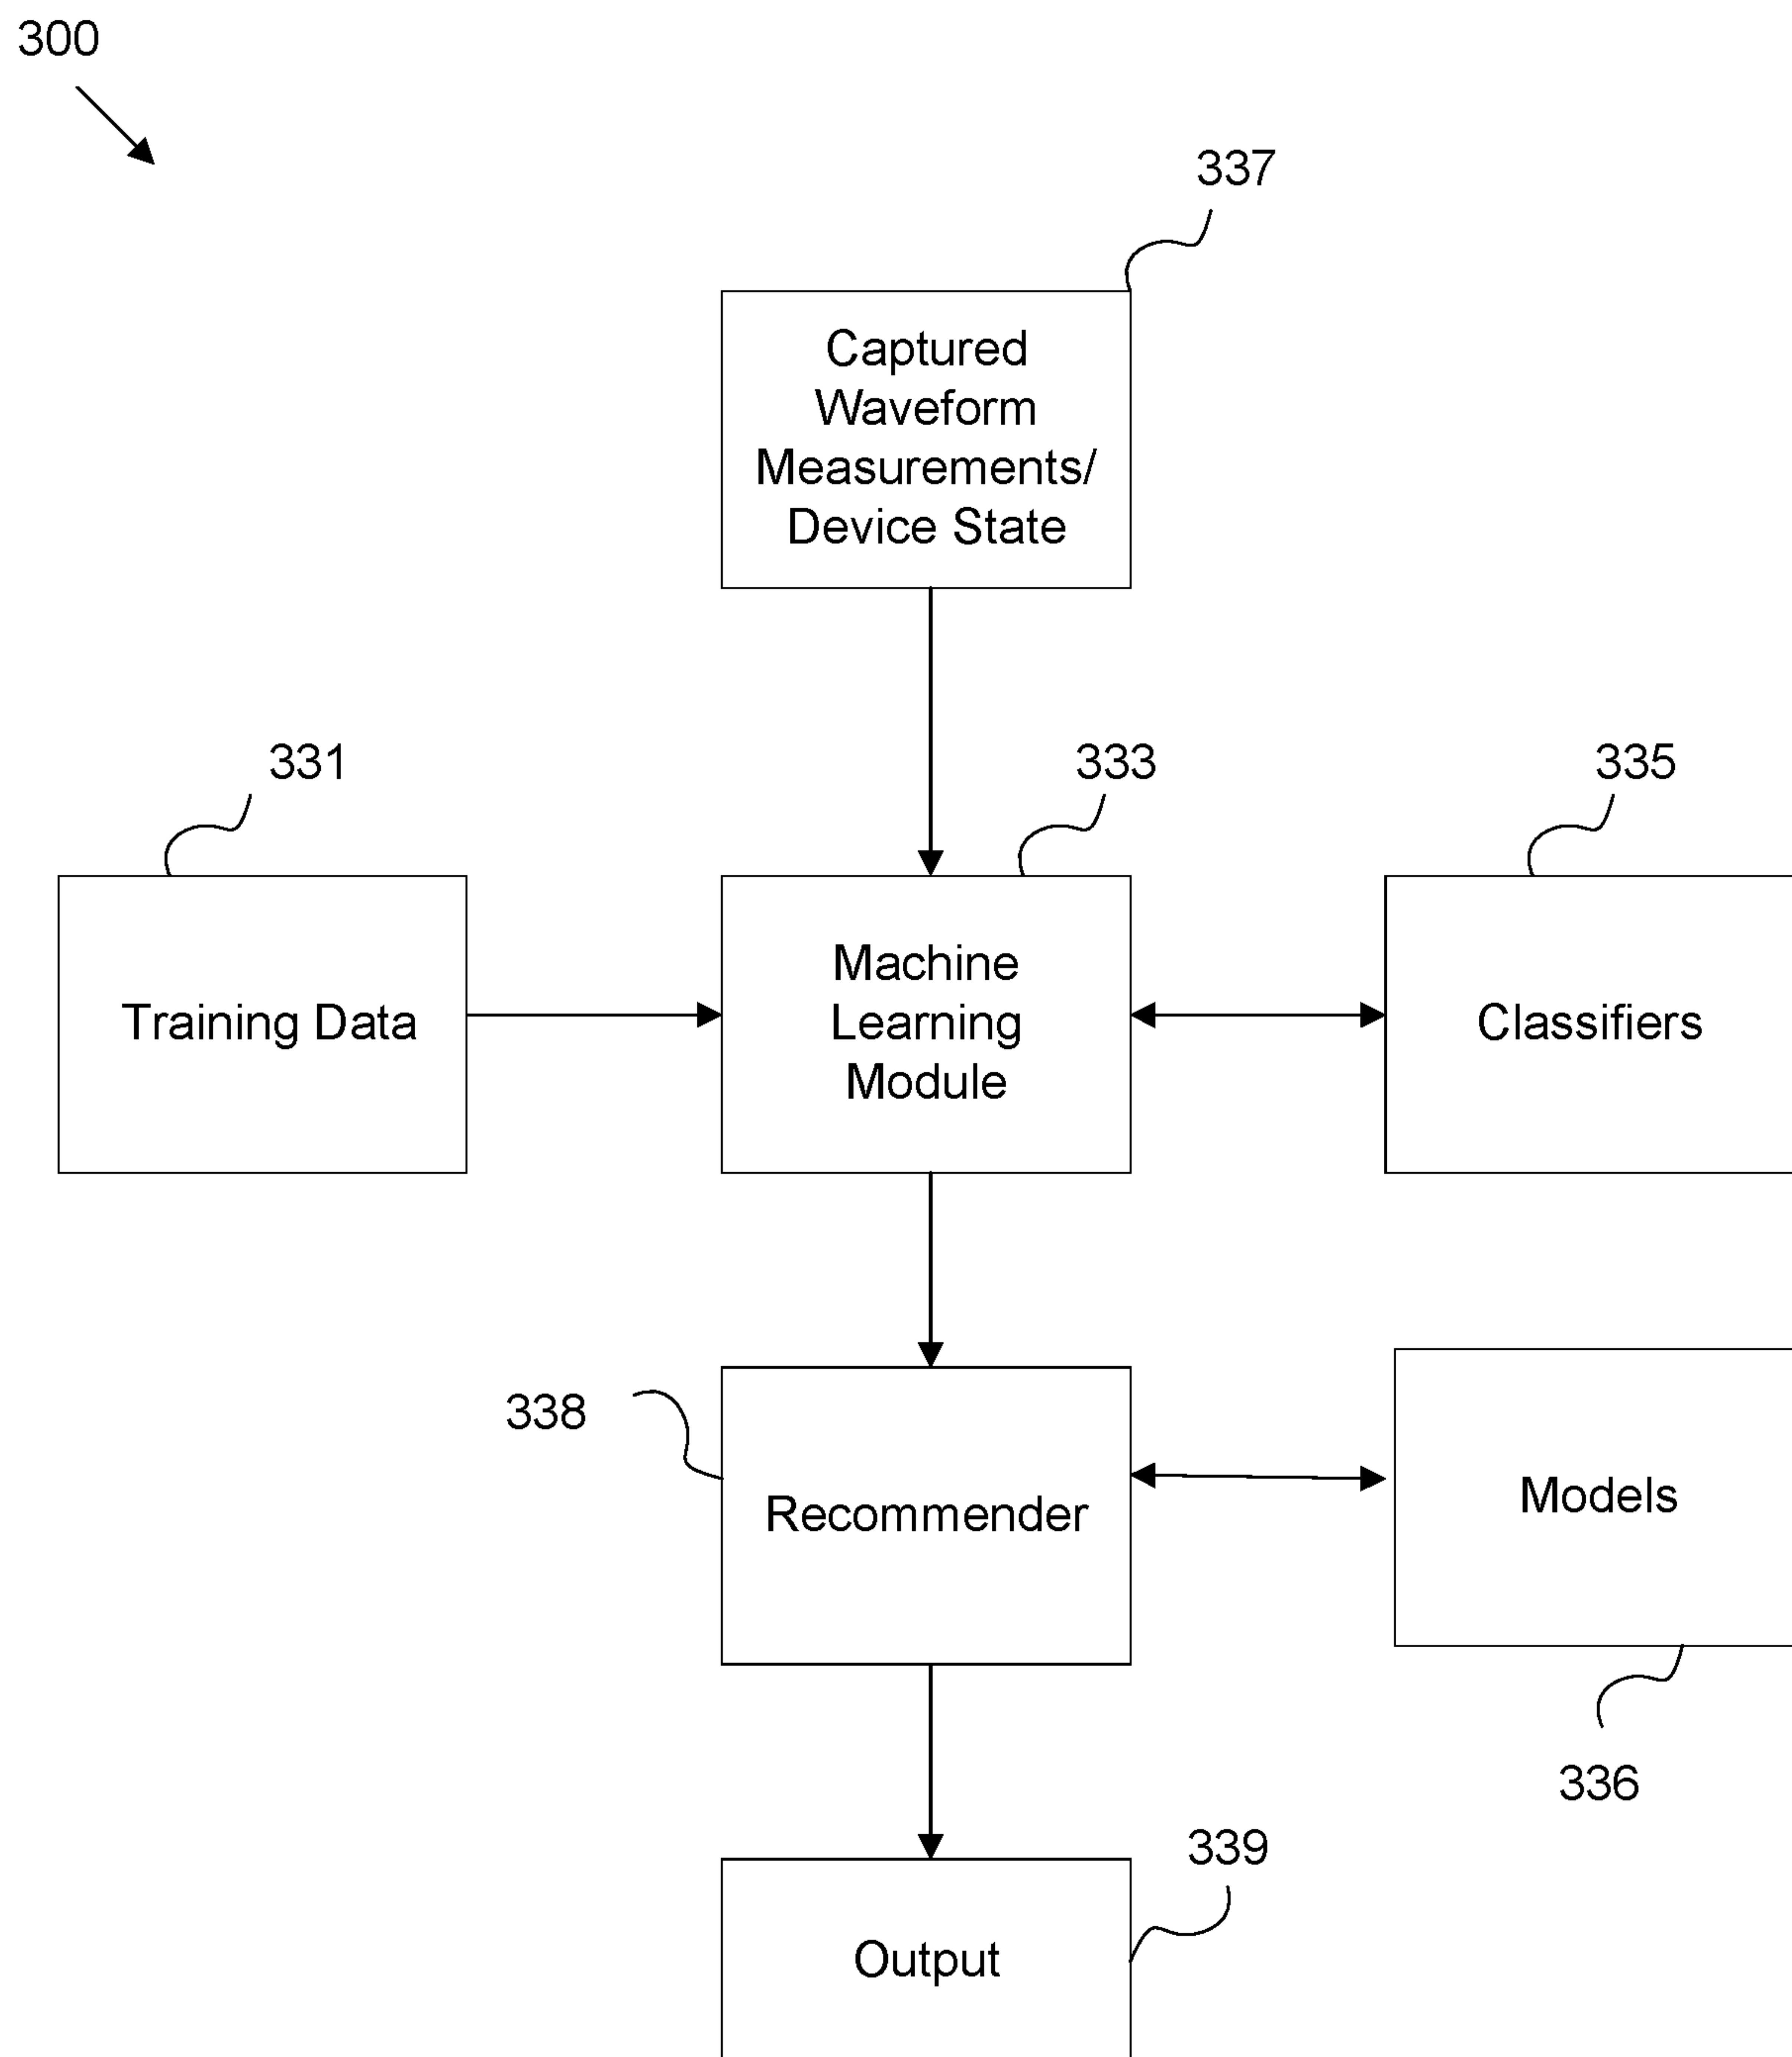 300
337
Captured
Waveform
Measurements/
Device State
331
333
335
Training Data
Machine
Learning
Module
Classifiers
338
Recommender
Models
336
339
Output